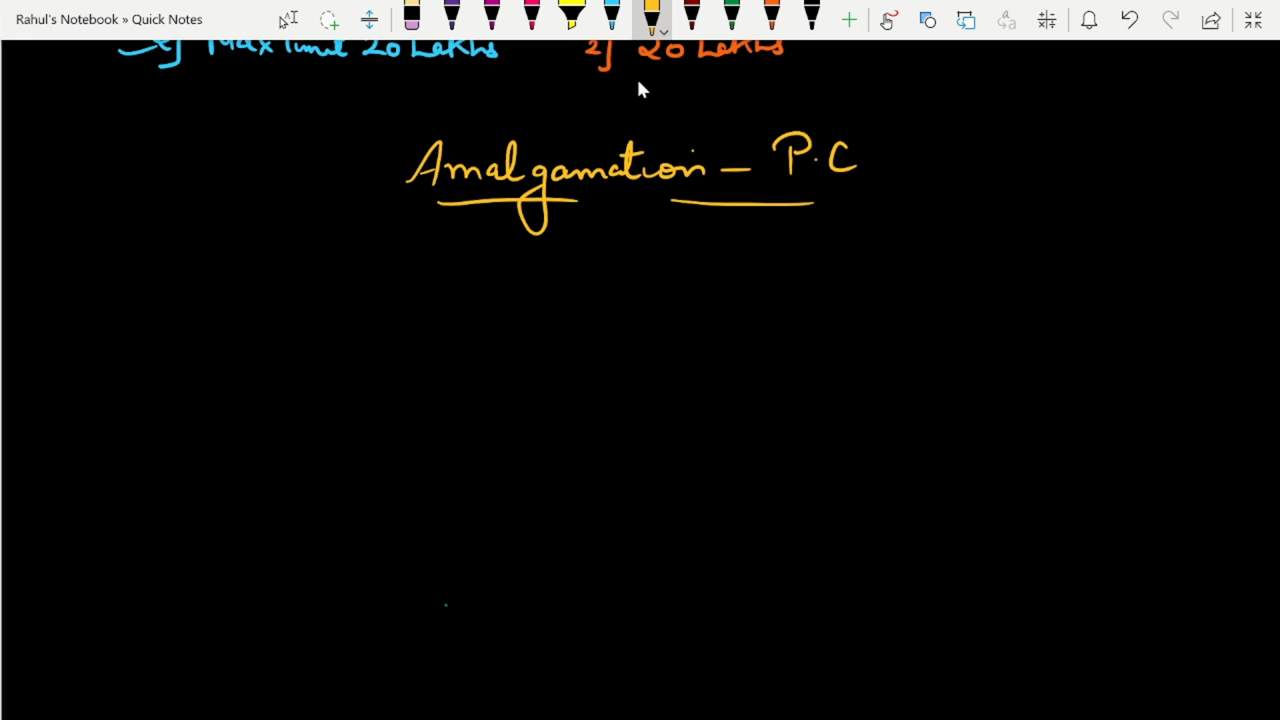 Rahul's Notebook » Quick Notes
Max limit 20 Lakhs 2) 20 Lakhs
Amalgamation – P.C